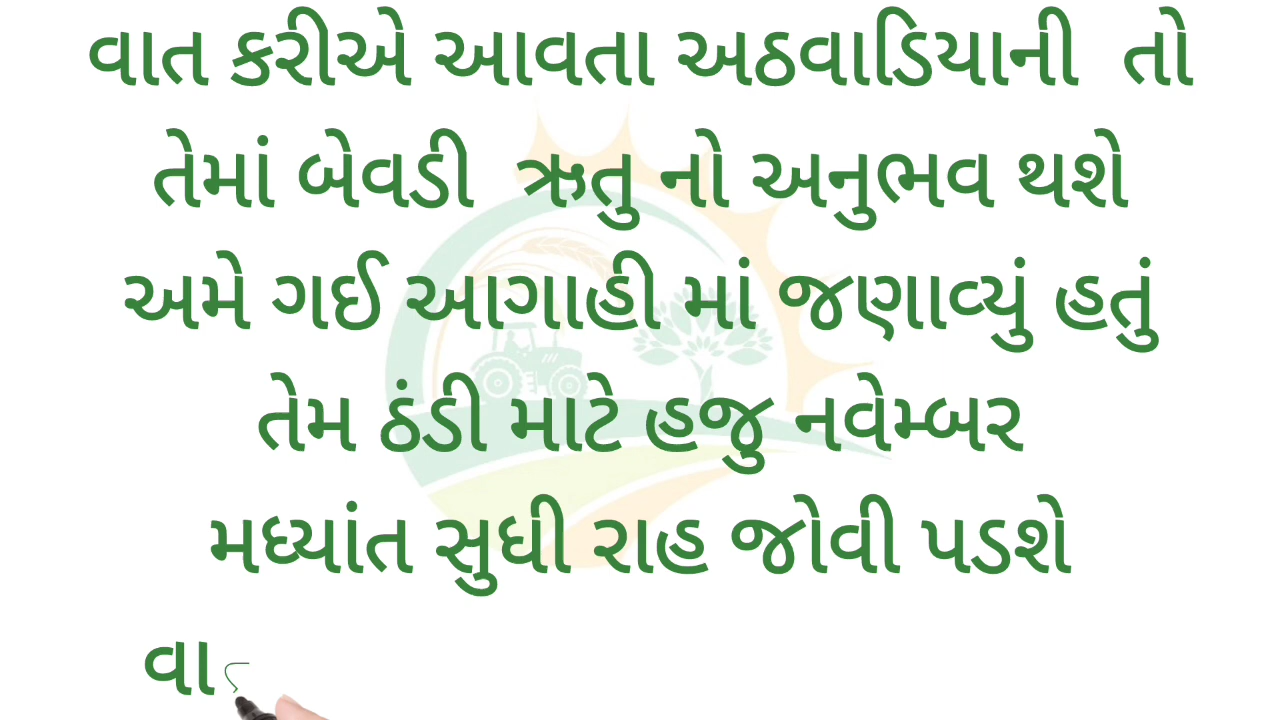 વાત કરીએ આવતા અઠવાડિયાની તો
તેમાં બેવડી ઋતુ નો અનુભવ થશે
અમે ગઈ આગાહી માં જણાવ્યું હતું
તેમ ઠંડી માટે હજુ નવેમ્બર
મધ્યાંત સુધી રાહ જોવી પડશે
વા